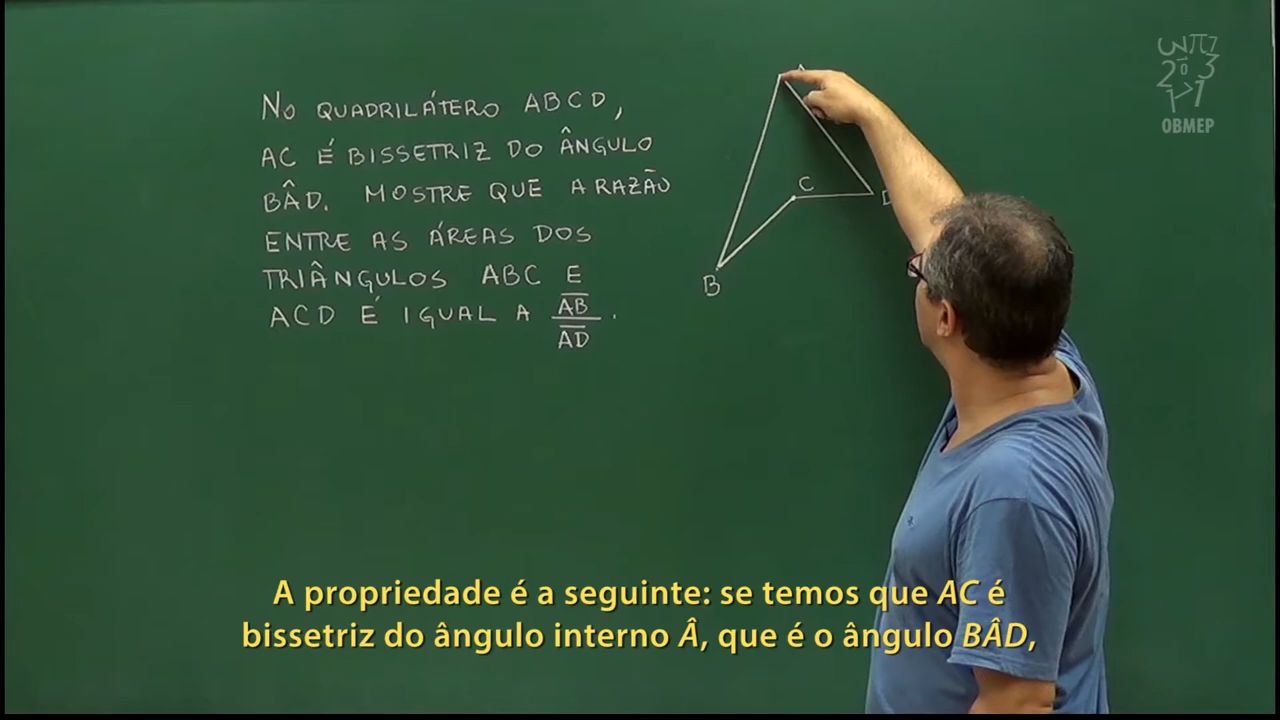 NO QUADRILÁTERO ABCD,
AC É BISSETRIZ DO ÂNGULO
BÂD. MOSTRE QUE A RAZÃO
ENTRE AS ÁREAS DOS
TRIÂNGULOS ABC E
ACD É IGUAL A AB
AD .
C
D
B
OBMEP
A propriedade é a seguinte: se temos que AC é
bissetriz do ângulo interno Â, que é o ângulo BÂD,